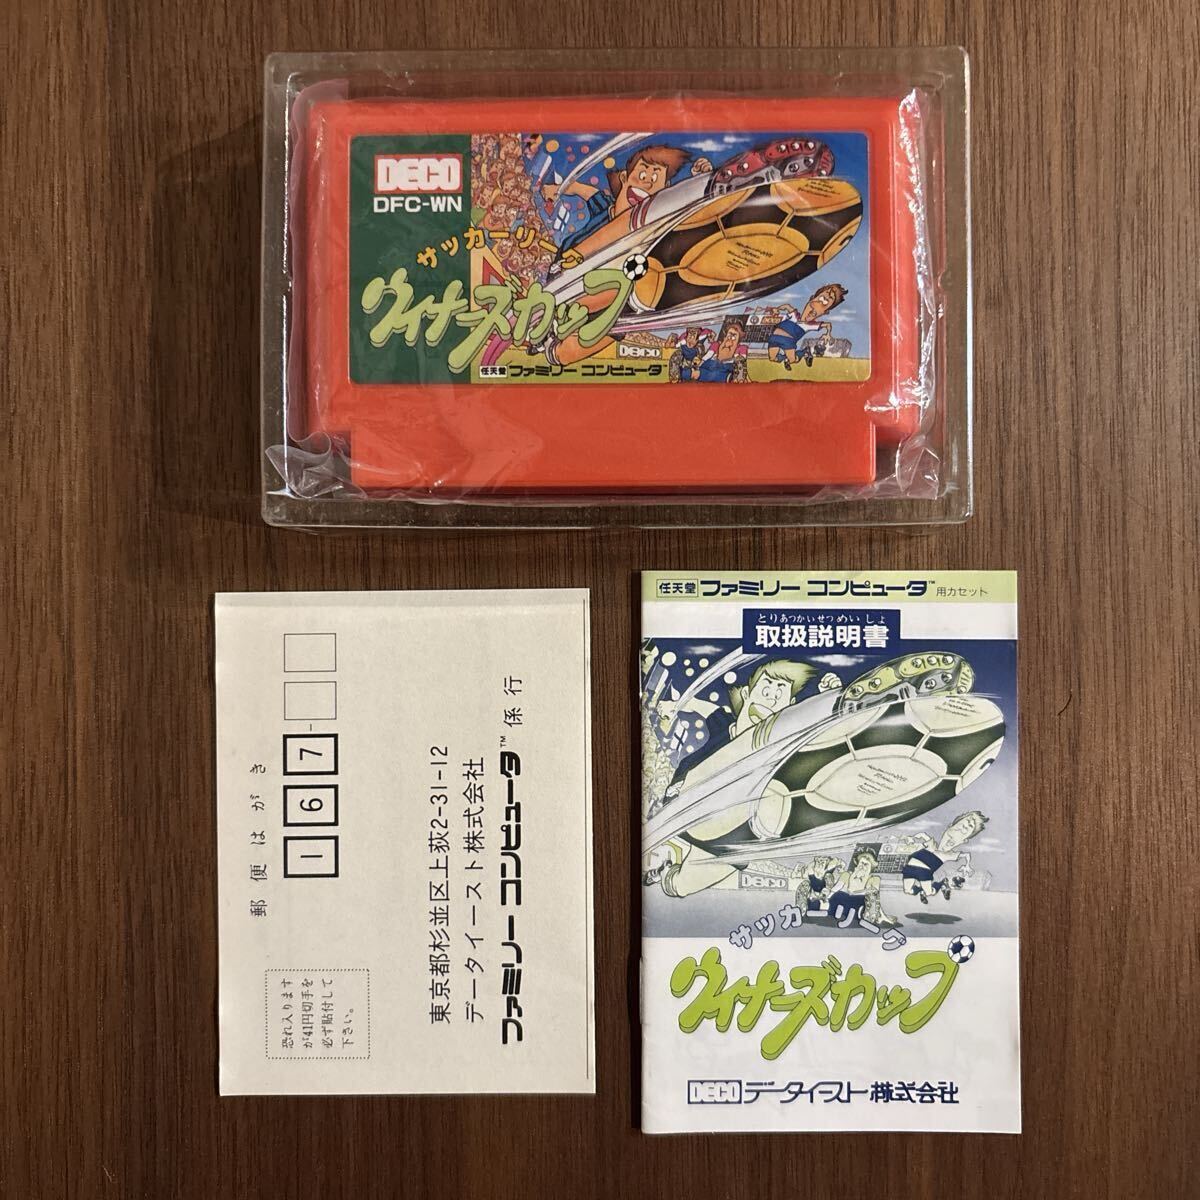 DECO
DFC-WN
サッカーリーグ
ウイナーズカップ
DECO
任天堂 ファミリー コンピュータ™
郵便はがき
167-
東京都杉並区上荻2-31-12
データイースト株式会社
ファミリー コンピュータ™ 係 行
恐れ入ります
が41円切手を
必ず貼付して
下さい。
任天堂 ファミリー コンピュータ™ 用カセット
とりあつかいせつめいしょ
取扱説明書
DECO
サッカーリーグ
ウイナーズカップ
DECO データイースト株式会社